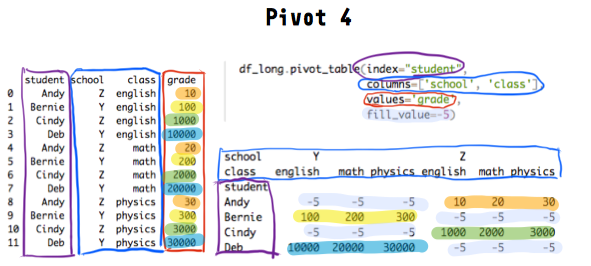 Pivot 4
student school class grade
0 Andy Z english 10
1 Bernie Y english 100
2 Cindy Z english 1000
3 Deb Y english 10000
4 Andy Z math 20
5 Bernie Y math 200
6 Cindy Z math 2000
7 Deb Y math 20000
8 Andy Z physics 30
9 Bernie Y physics 300
10 Cindy Z physics 3000
11 Deb Y physics 30000
df_long.pivot_table(index="student",
columns=['school', 'class'],
values='grade',
fill_value=-5)
school Y Z
class english math physics english math physics
student
Andy -5 -5 -5 10 20 30
Bernie 100 200 300 -5 -5 -5
Cindy -5 -5 -5 1000 2000 3000
Deb 10000 20000 30000 -5 -5 -5